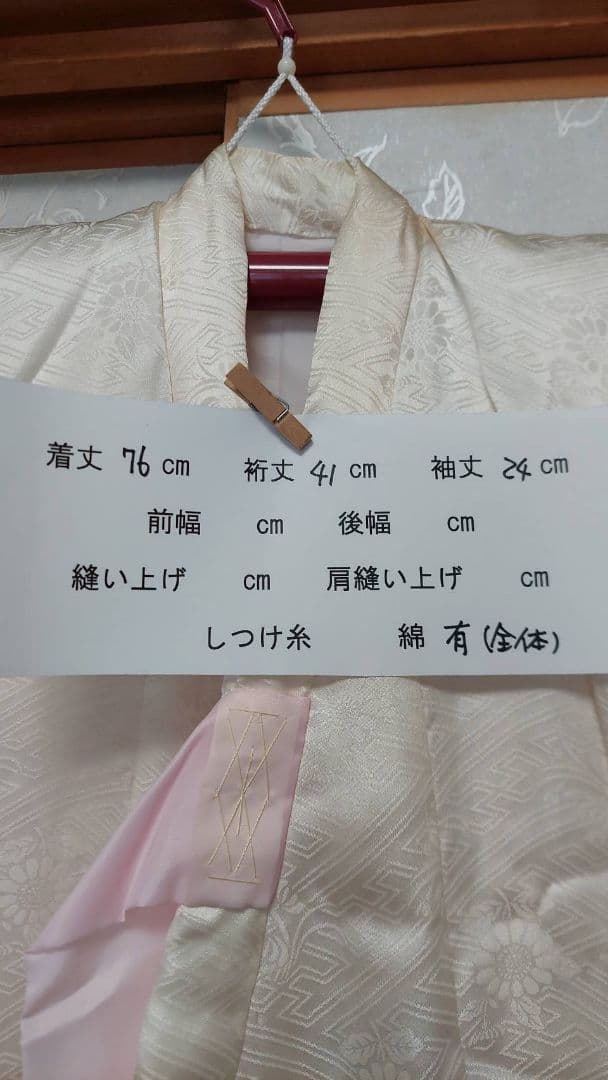 着丈 76 cm 裄丈 41 cm 袖丈 24 cm
前幅 cm 後幅 cm
縫い上げ cm 肩縫い上げ cm
しつけ糸 綿 有(全体)